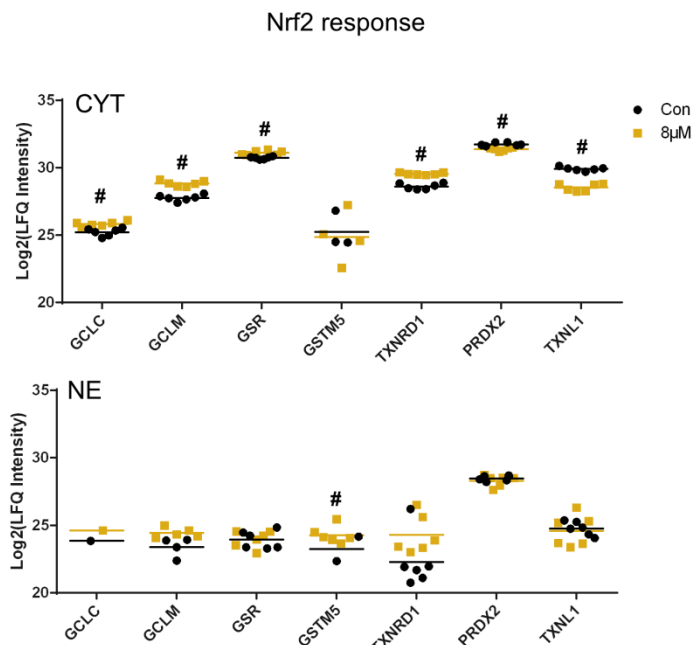 Nrf2 response
CYT
Con
8µM
Log2(LFQ Intensity)
35
30
25
20
# # # # # #
GCLC GCLM GSR GSTM5 TXNRD1 PRDX2 TXNL1
NE
Log2(LFQ Intensity)
35
30
25
20
#
GCLC GCLM GSR GSTM5 TXNRD1 PRDX2 TXNL1